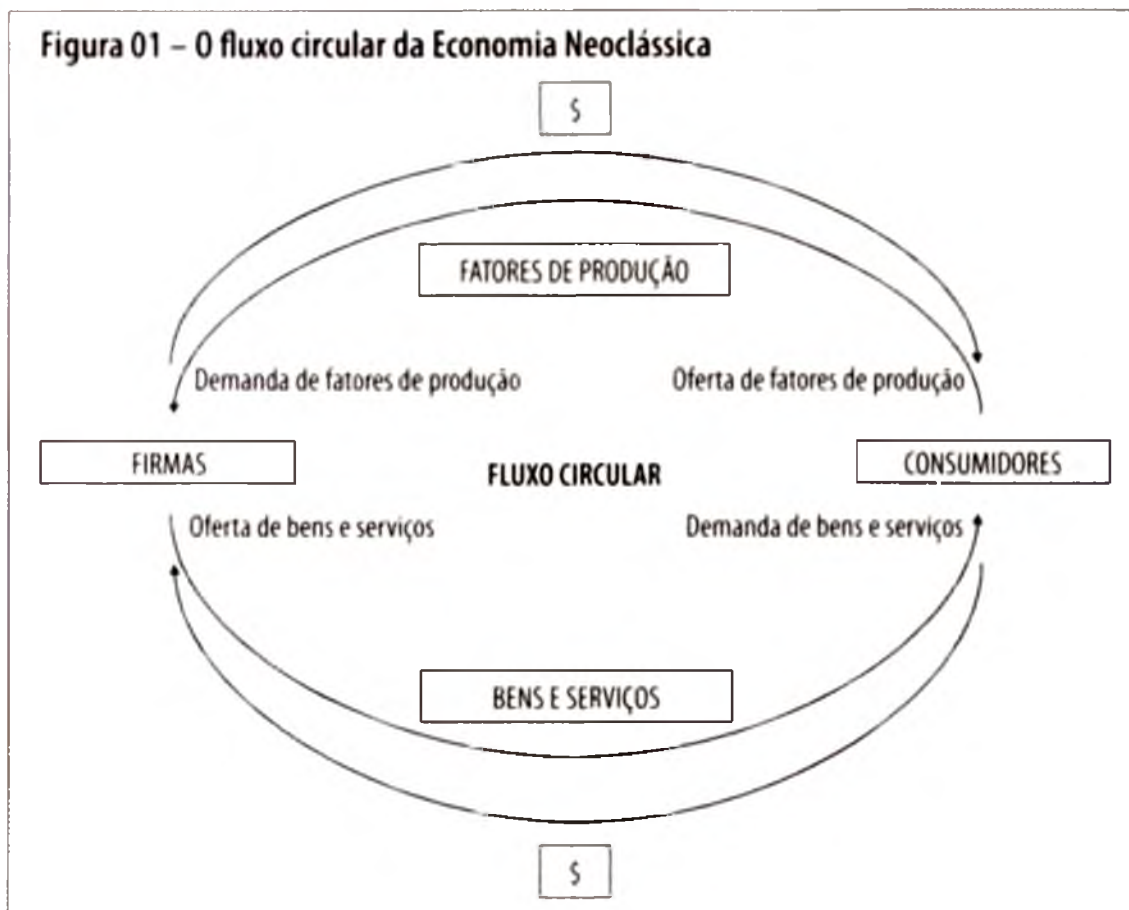 Figura 01 – O fluxo circular da Economia Neoclássica
$
FATORES DE PRODUÇÃO
Demanda de fatores de produção
Oferta de fatores de produção
FIRMAS
FLUXO CIRCULAR
CONSUMIDORES
Oferta de bens e serviços
Demanda de bens e serviços
BENS E SERVIÇOS
$